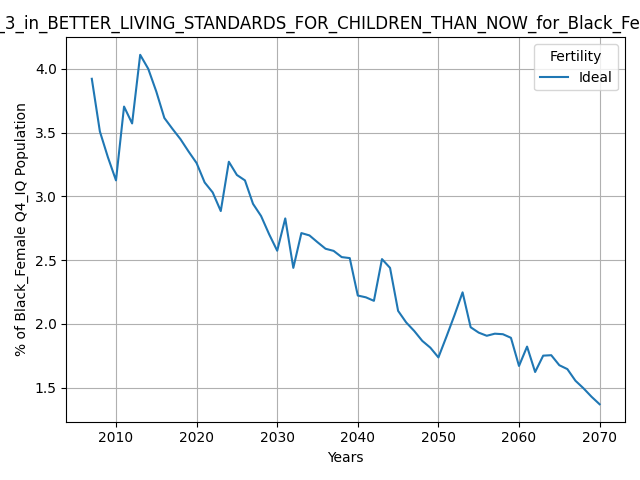 _3_in_BETTER_LIVING_STANDARDS_FOR_CHILDREN_THAN_NOW_for_Black_Fe
Fertility
Ideal
% of Black_Female Q4_IQ Population
4.0
3.5
3.0
2.5
2.0
1.5
2010 2020 2030 2040 2050 2060 2070
Years